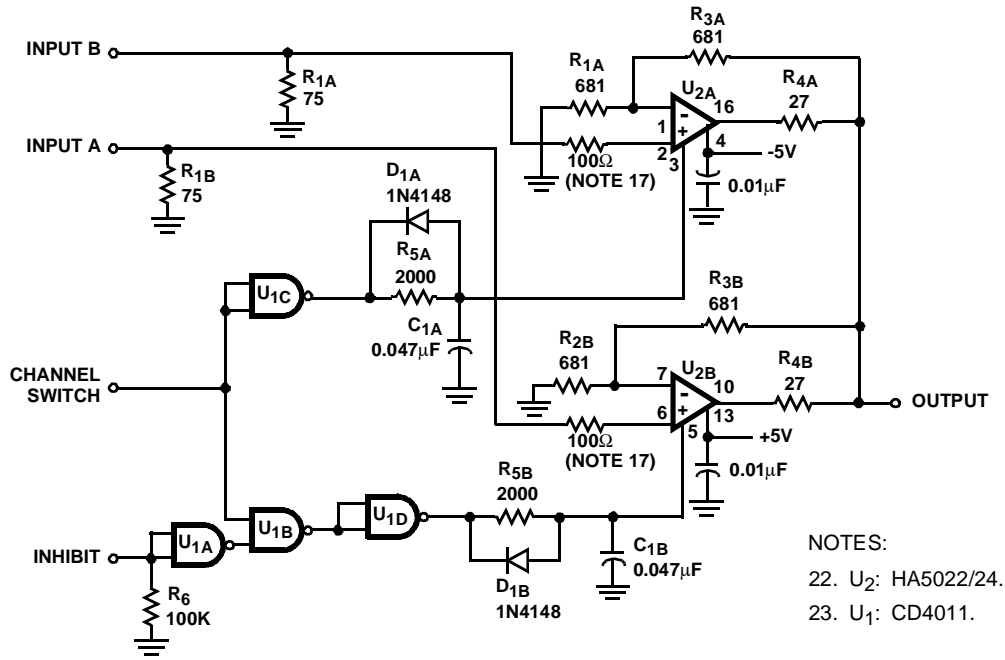 INPUT B
R1A
75
INPUT A
R1B
75
R3A
681
R1A
681
U2A
16
R4A
27
-
+
1
2
3
4
-5V
100Ω
(NOTE 17)
0.01µF
D1A
1N4148
R5A
2000
U1C
C1A
0.047µF
R3B
681
R2B
681
U2B
7
10
R4B
27
CHANNEL
SWITCH
-
+
6
5
13
OUTPUT
100Ω
(NOTE 17)
+5V
0.01µF
R5B
2000
U1D
U1B
U1A
INHIBIT
R6
100K
D1B
1N4148
C1B
0.047µF
NOTES:
22. U2: HA5022/24.
23. U1: CD4011.